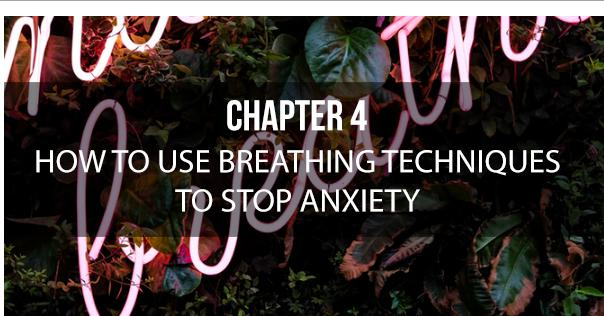 CHAPTER 4
HOW TO USE BREATHING TECHNIQUES
TO STOP ANXIETY